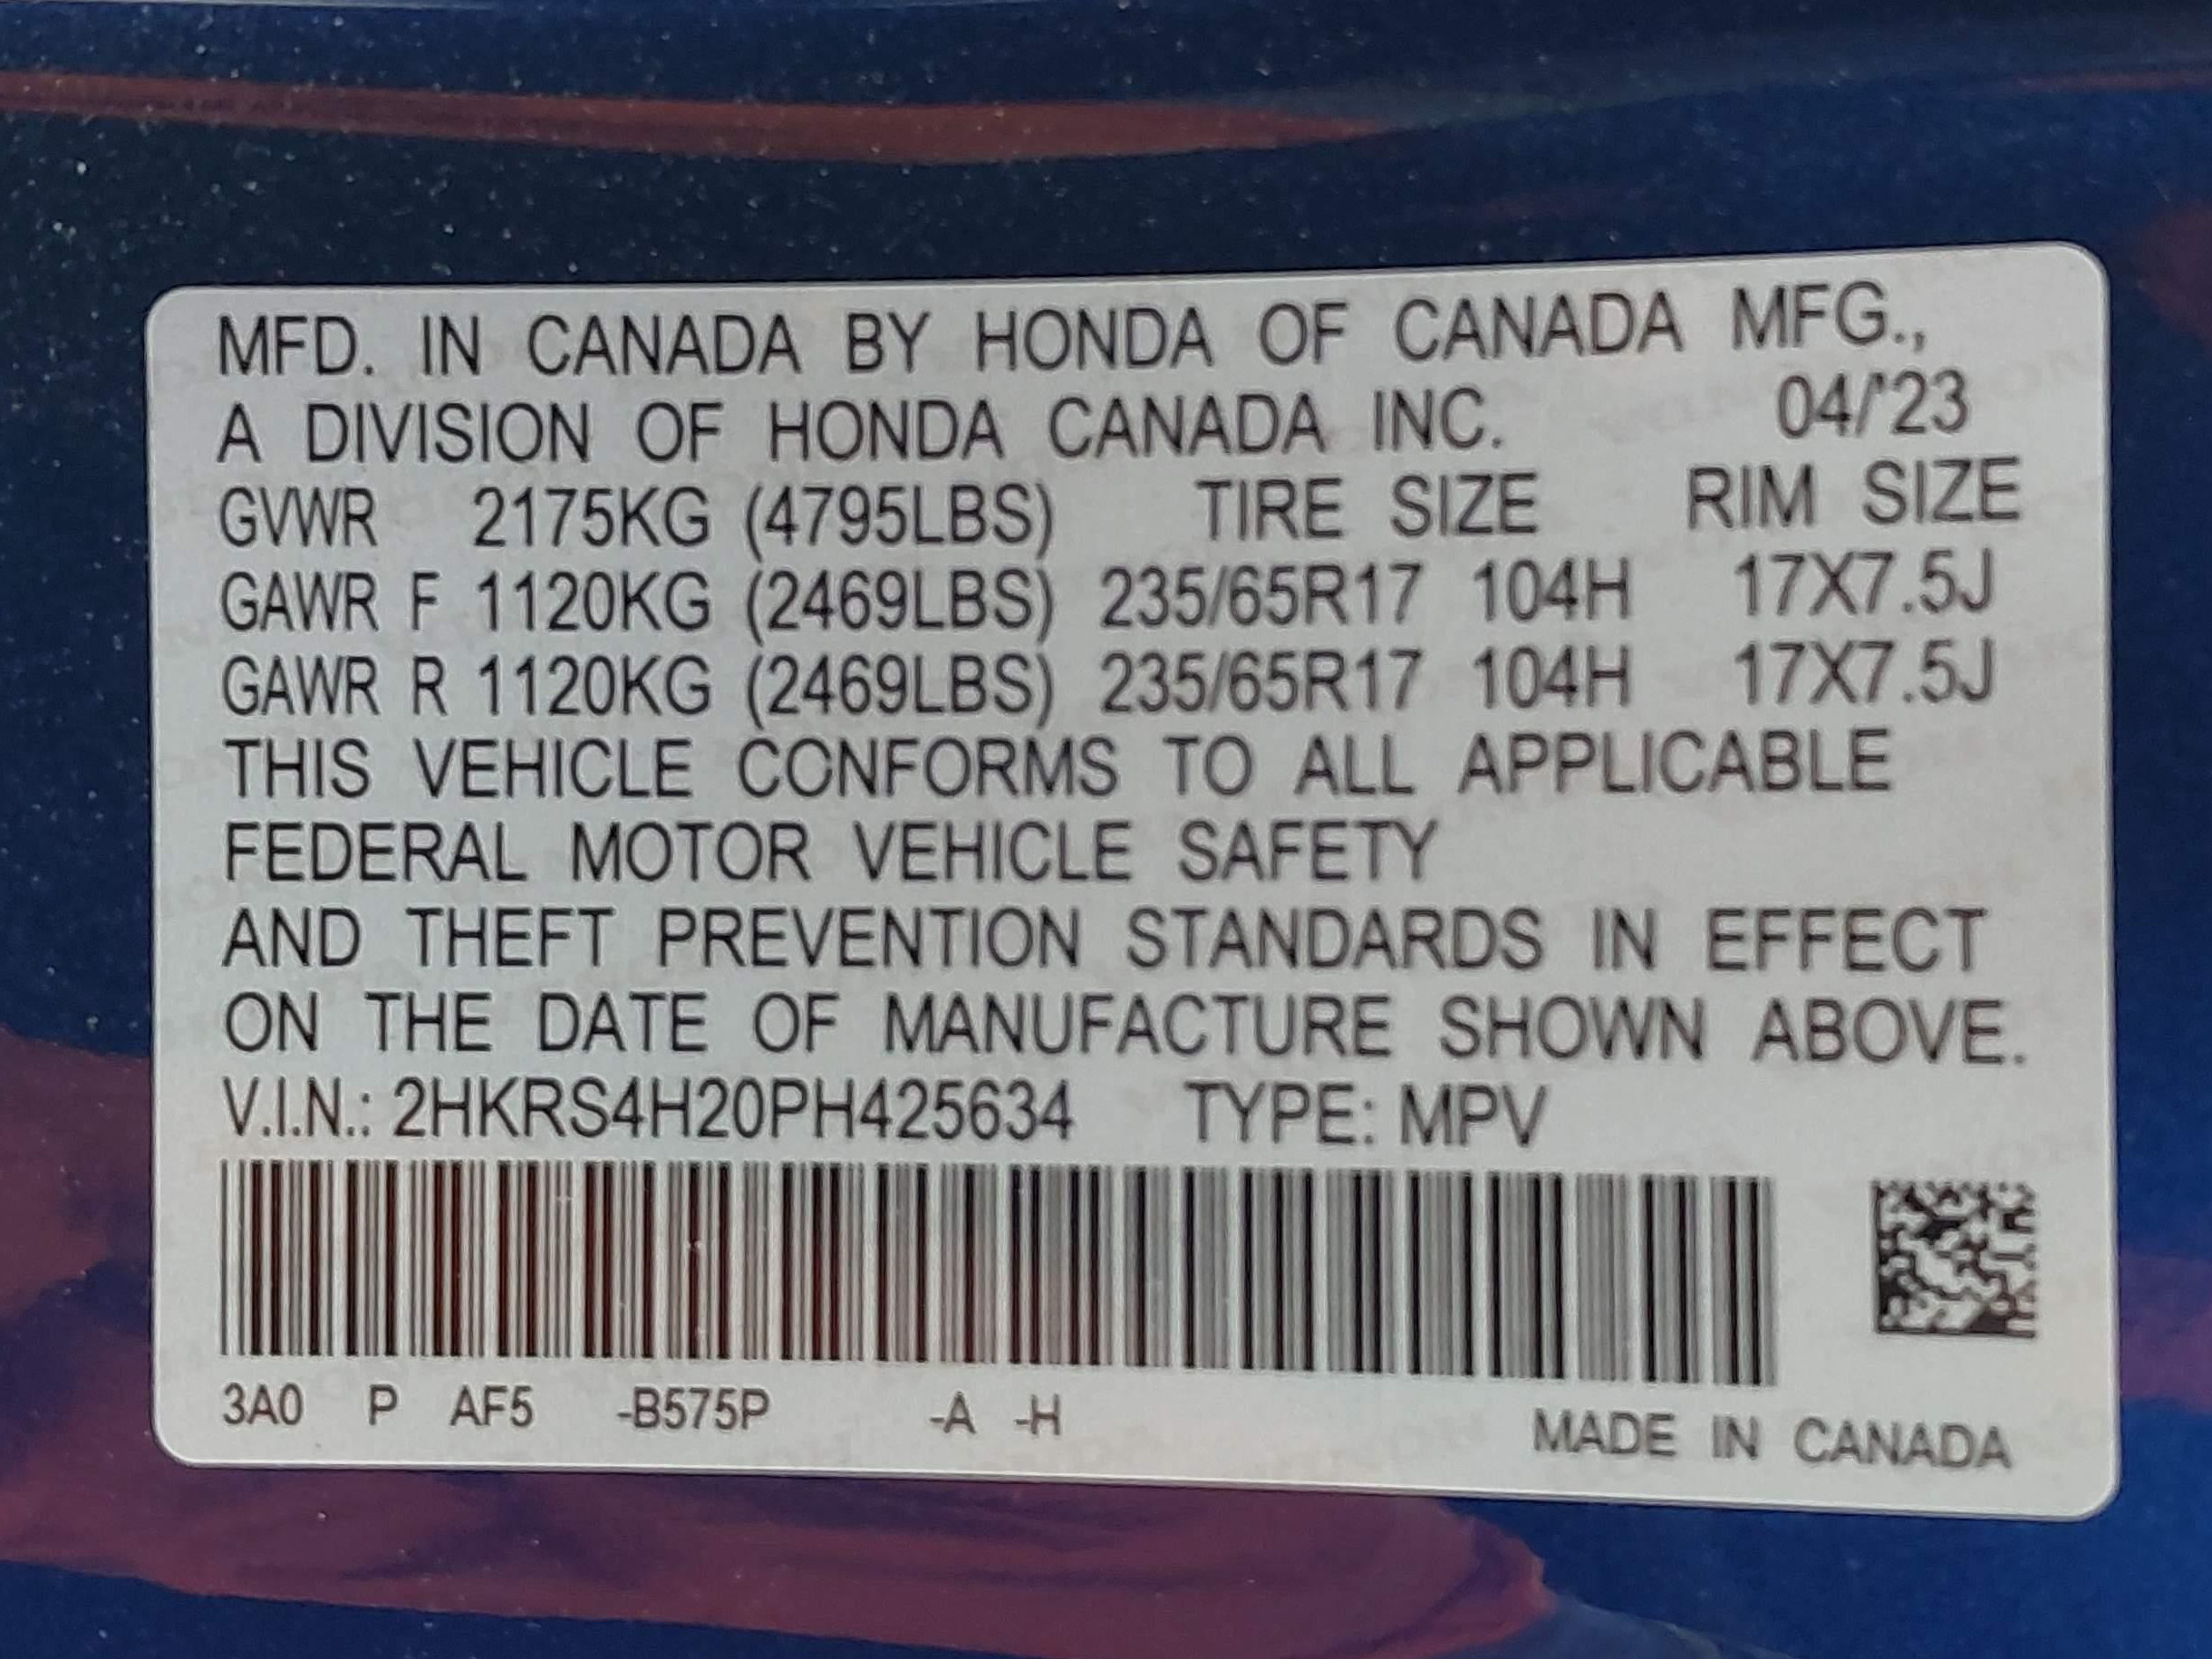 MFD. IN CANADA BY HONDA OF CANADA MFG.,
A DIVISION OF HONDA CANADA INC. 04/'23
GVWR 2175KG (4795LBS) TIRE SIZE RIM SIZE
GAWR F 1120KG (2469LBS) 235/65R17 104H 17X7.5J
GAWR R 1120KG (2469LBS) 235/65R17 104H 17X7.5J
THIS VEHICLE CONFORMS TO ALL APPLICABLE
FEDERAL MOTOR VEHICLE SAFETY
AND THEFT PREVENTION STANDARDS IN EFFECT
ON THE DATE OF MANUFACTURE SHOWN ABOVE.
V.I.N.: 2HKRS4H20PH425634 TYPE: MPV
3A0 P AF5 -B575P -A -H
MADE IN CANADA